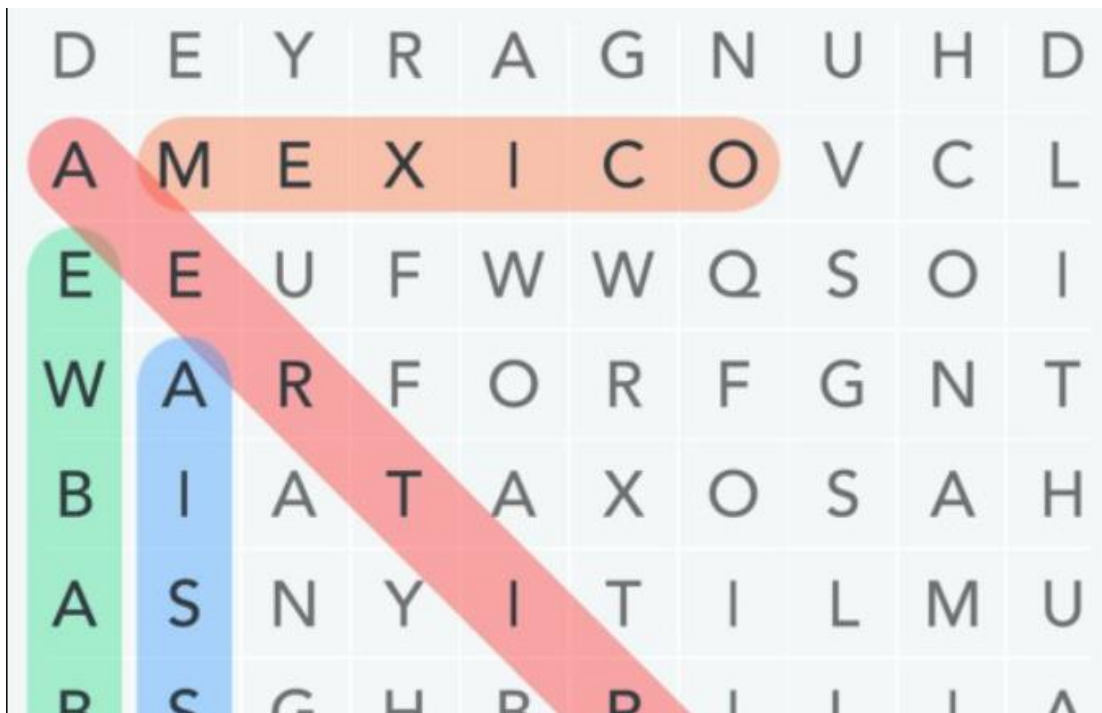 D E Y R A G N U H D
A M E X I C O V C L
E E U F W W Q S O I
W A R F O R F G N T
B I A T A X O S A H
A S N Y I T I L M U